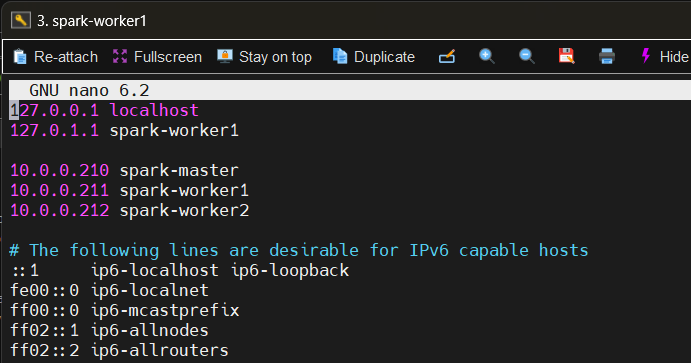 3. spark-worker1
Re-attach Fullscreen Stay on top Duplicate Hide
GNU nano 6.2
127.0.0.1 localhost
127.0.1.1 spark-worker1
10.0.0.210 spark-master
10.0.0.211 spark-worker1
10.0.0.212 spark-worker2
# The following lines are desirable for IPv6 capable hosts
::1 ip6-localhost ip6-loopback
fe00::0 ip6-localnet
ff00::0 ip6-mcastprefix
ff02::1 ip6-allnodes
ff02::2 ip6-allrouters